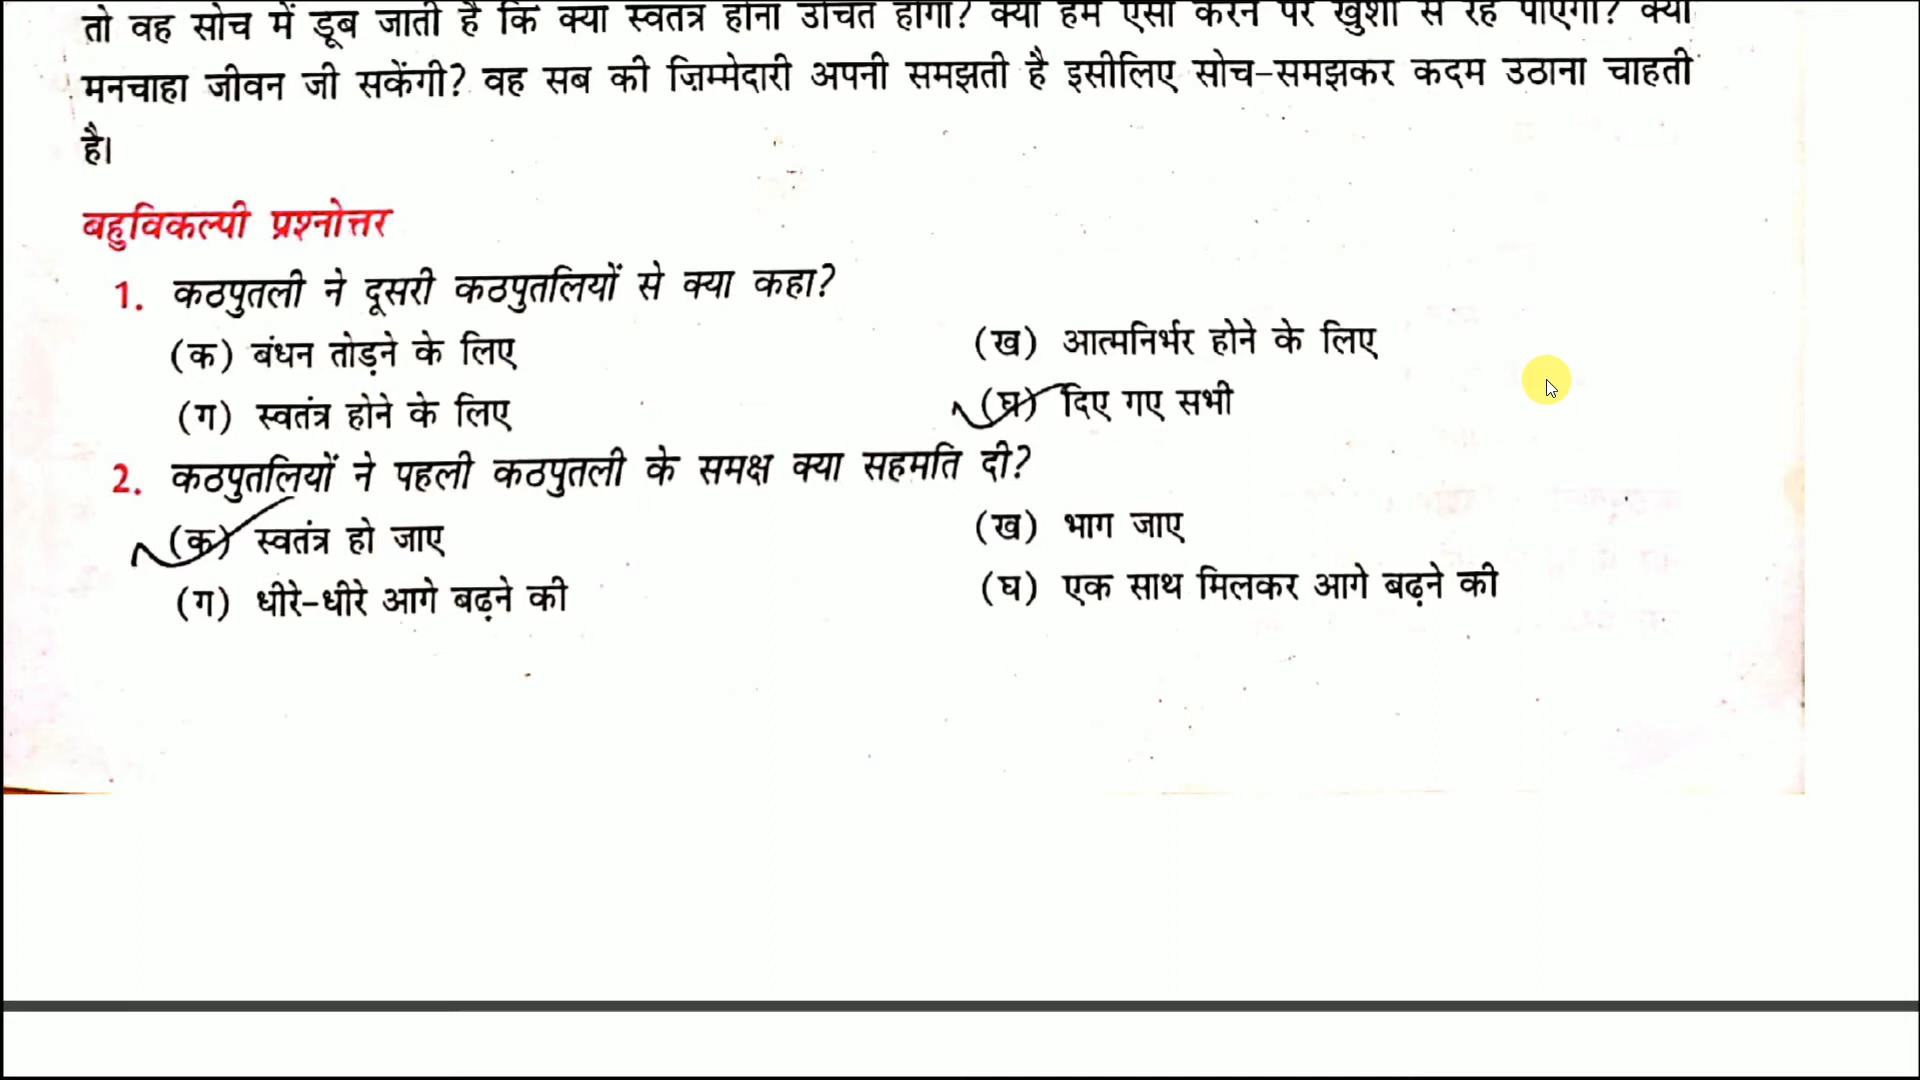 तो वह सोच में डूब जाती है कि क्या स्वतंत्र होना उचित होगा? क्या हम ऐसा करने पर खुशी से रह पाएंगी? क्या
मनचाहा जीवन जी सकेंगी? वह सब की ज़िम्मेदारी अपनी समझती है इसीलिए सोच-समझकर कदम उठाना चाहती
है।
बहुविकल्पी प्रश्नोत्तर
1. कठपुतली ने दूसरी कठपुतलियों से क्या कहा?
(क) बंधन तोड़ने के लिए (ख) आत्मनिर्भर होने के लिए
(ग) स्वतंत्र होने के लिए (घ) दिए गए सभी
2. कठपुतलियों ने पहली कठपुतली के समक्ष क्या सहमति दी?
(क) स्वतंत्र हो जाए (ख) भाग जाए
(ग) धीरे-धीरे आगे बढ़ने की (घ) एक साथ मिलकर आगे बढ़ने की